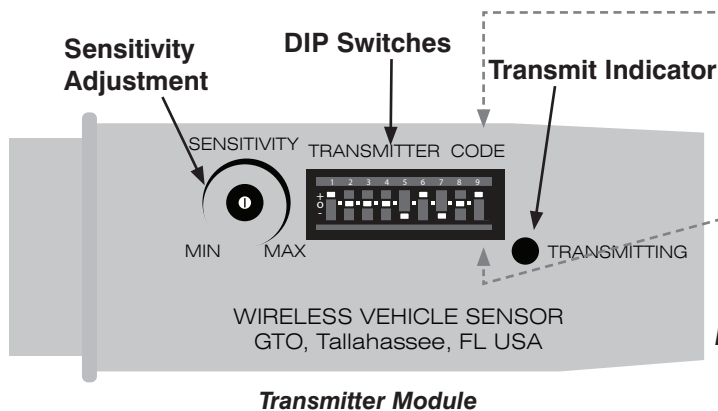 Sensitivity
Adjustment
DIP Switches
Transmit Indicator
SENSITIVITY
TRANSMITTER CODE
1 2 3 4 5 6 7 8 9
+
o
-
MIN
MAX
TRANSMITTING
WIRELESS VEHICLE SENSOR
GTO, Tallahassee, FL USA
Transmitter Module